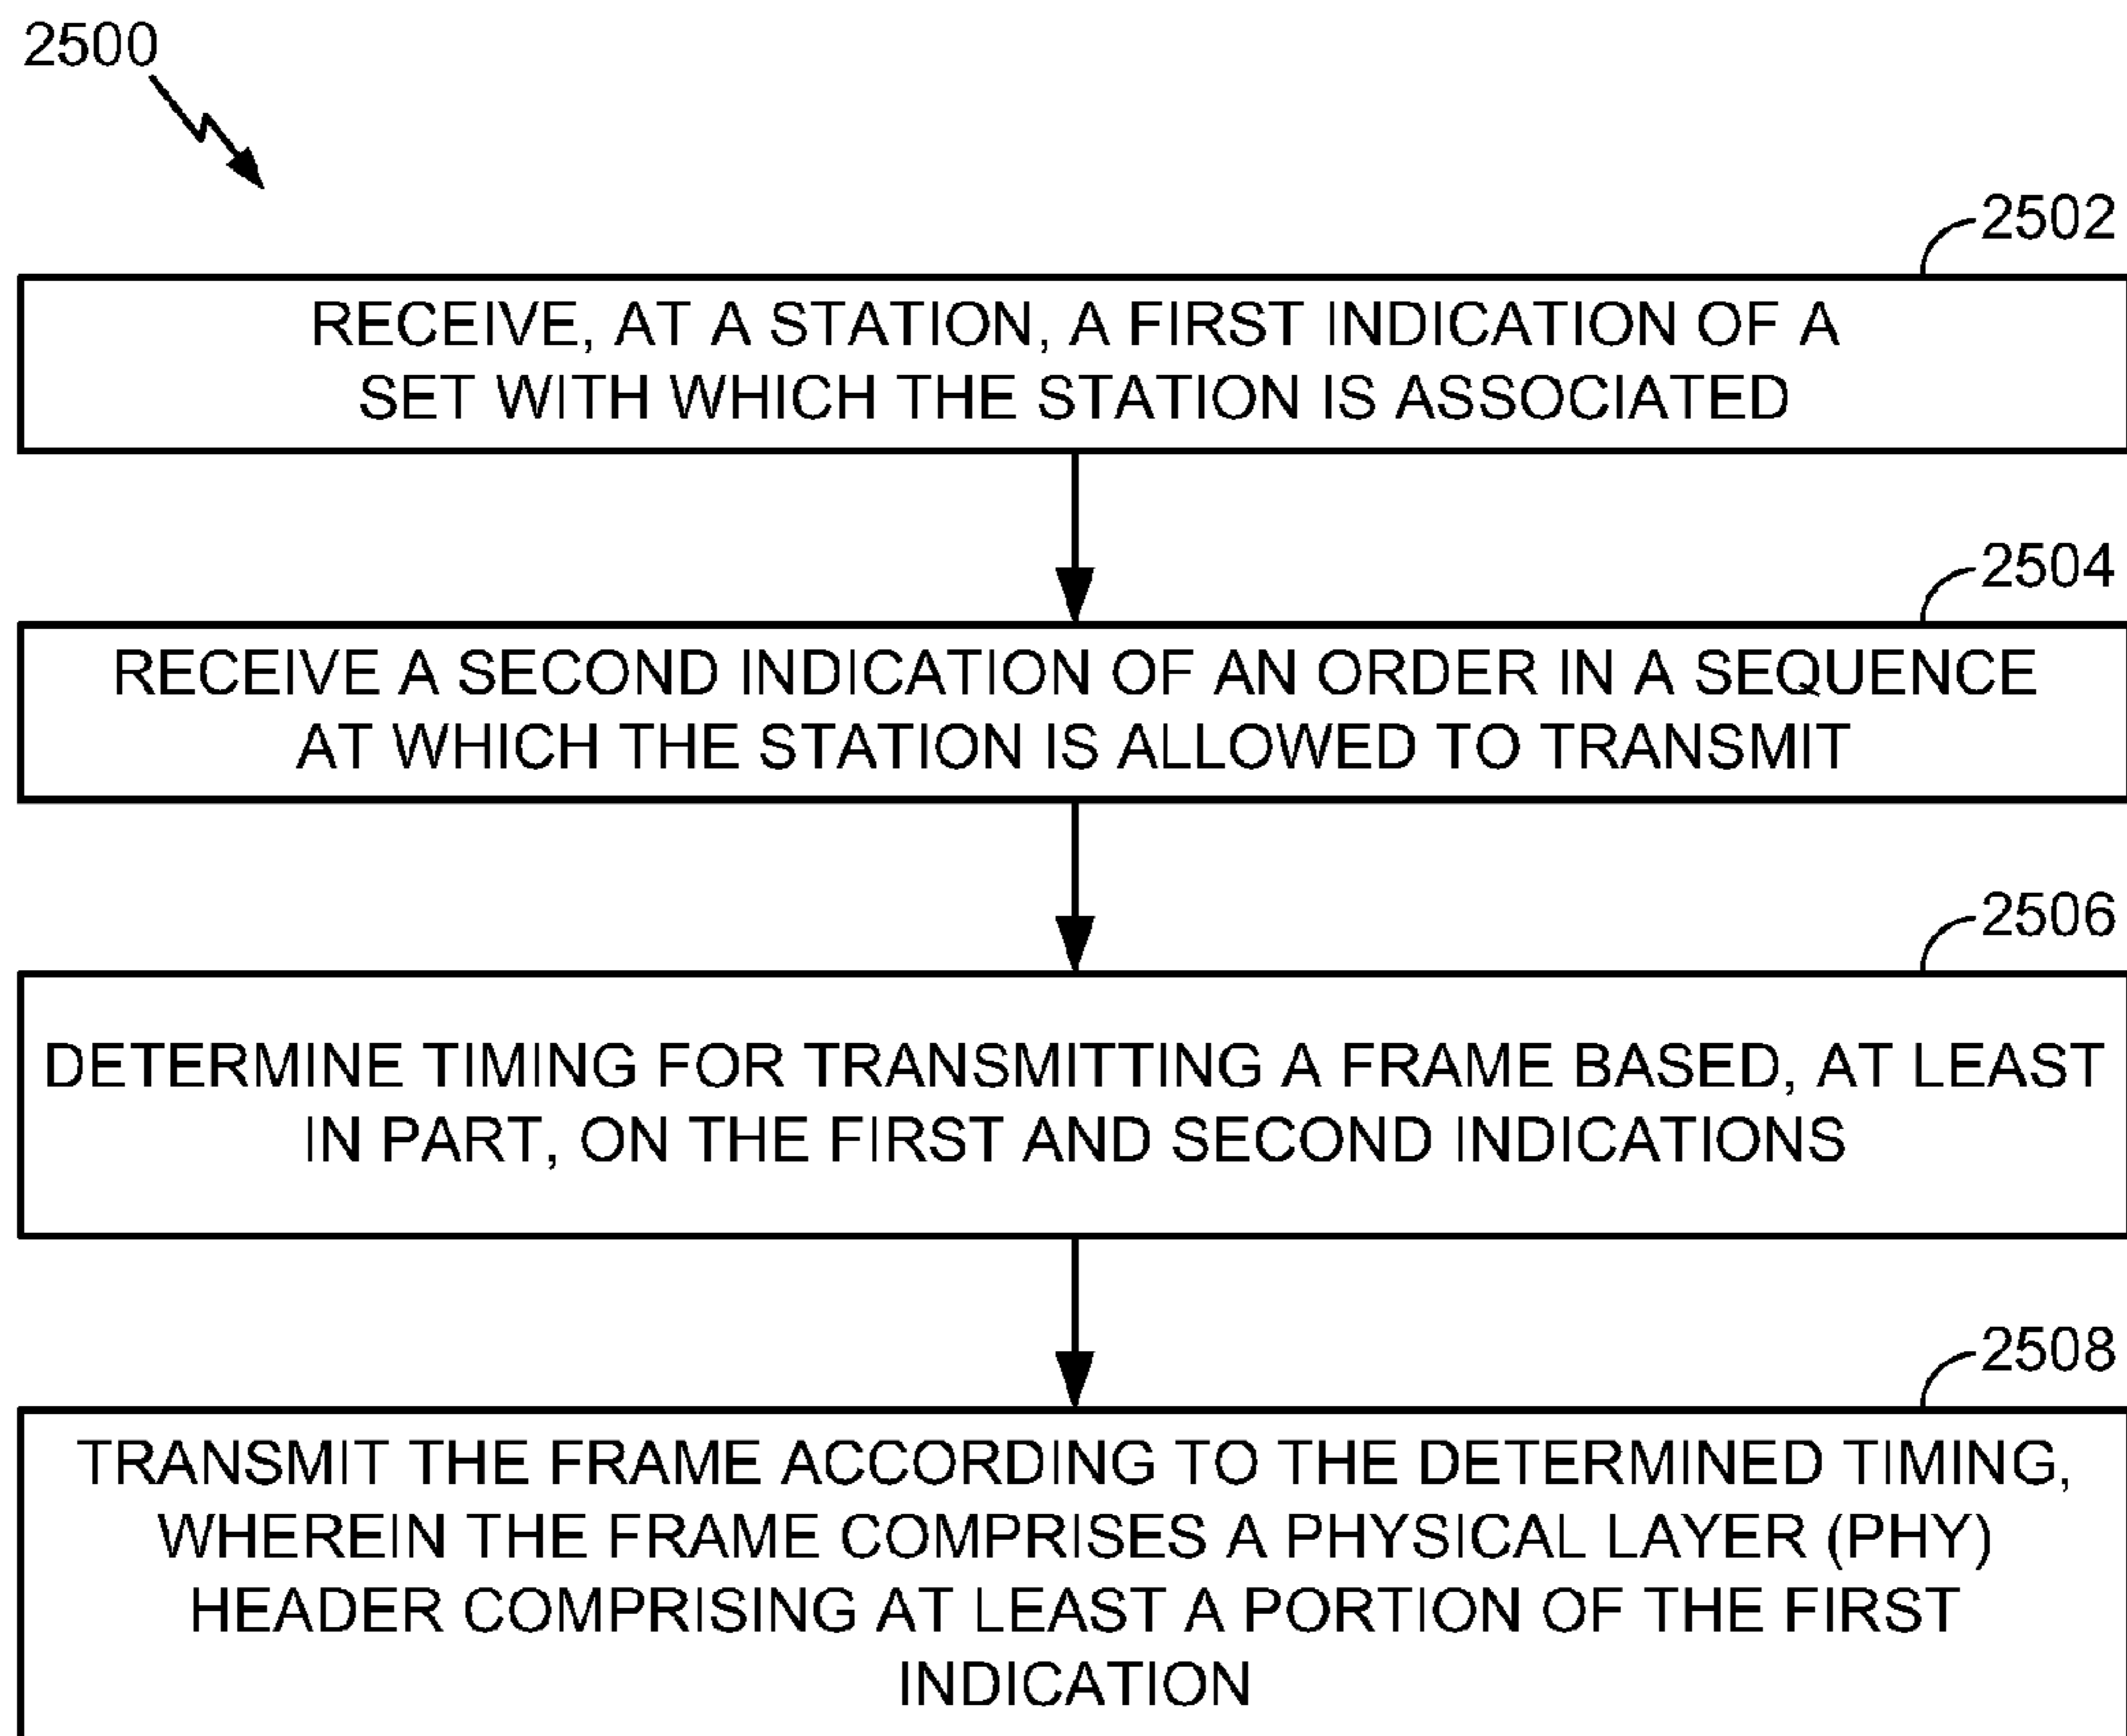 2500
2502
RECEIVE, AT A STATION, A FIRST INDICATION OF A
SET WITH WHICH THE STATION IS ASSOCIATED
2504
RECEIVE A SECOND INDICATION OF AN ORDER IN A SEQUENCE
AT WHICH THE STATION IS ALLOWED TO TRANSMIT
2506
DETERMINE TIMING FOR TRANSMITTING A FRAME BASED, AT LEAST
IN PART, ON THE FIRST AND SECOND INDICATIONS
2508
TRANSMIT THE FRAME ACCORDING TO THE DETERMINED TIMING,
WHEREIN THE FRAME COMPRISES A PHYSICAL LAYER (PHY)
HEADER COMPRISING AT LEAST A PORTION OF THE FIRST
INDICATION